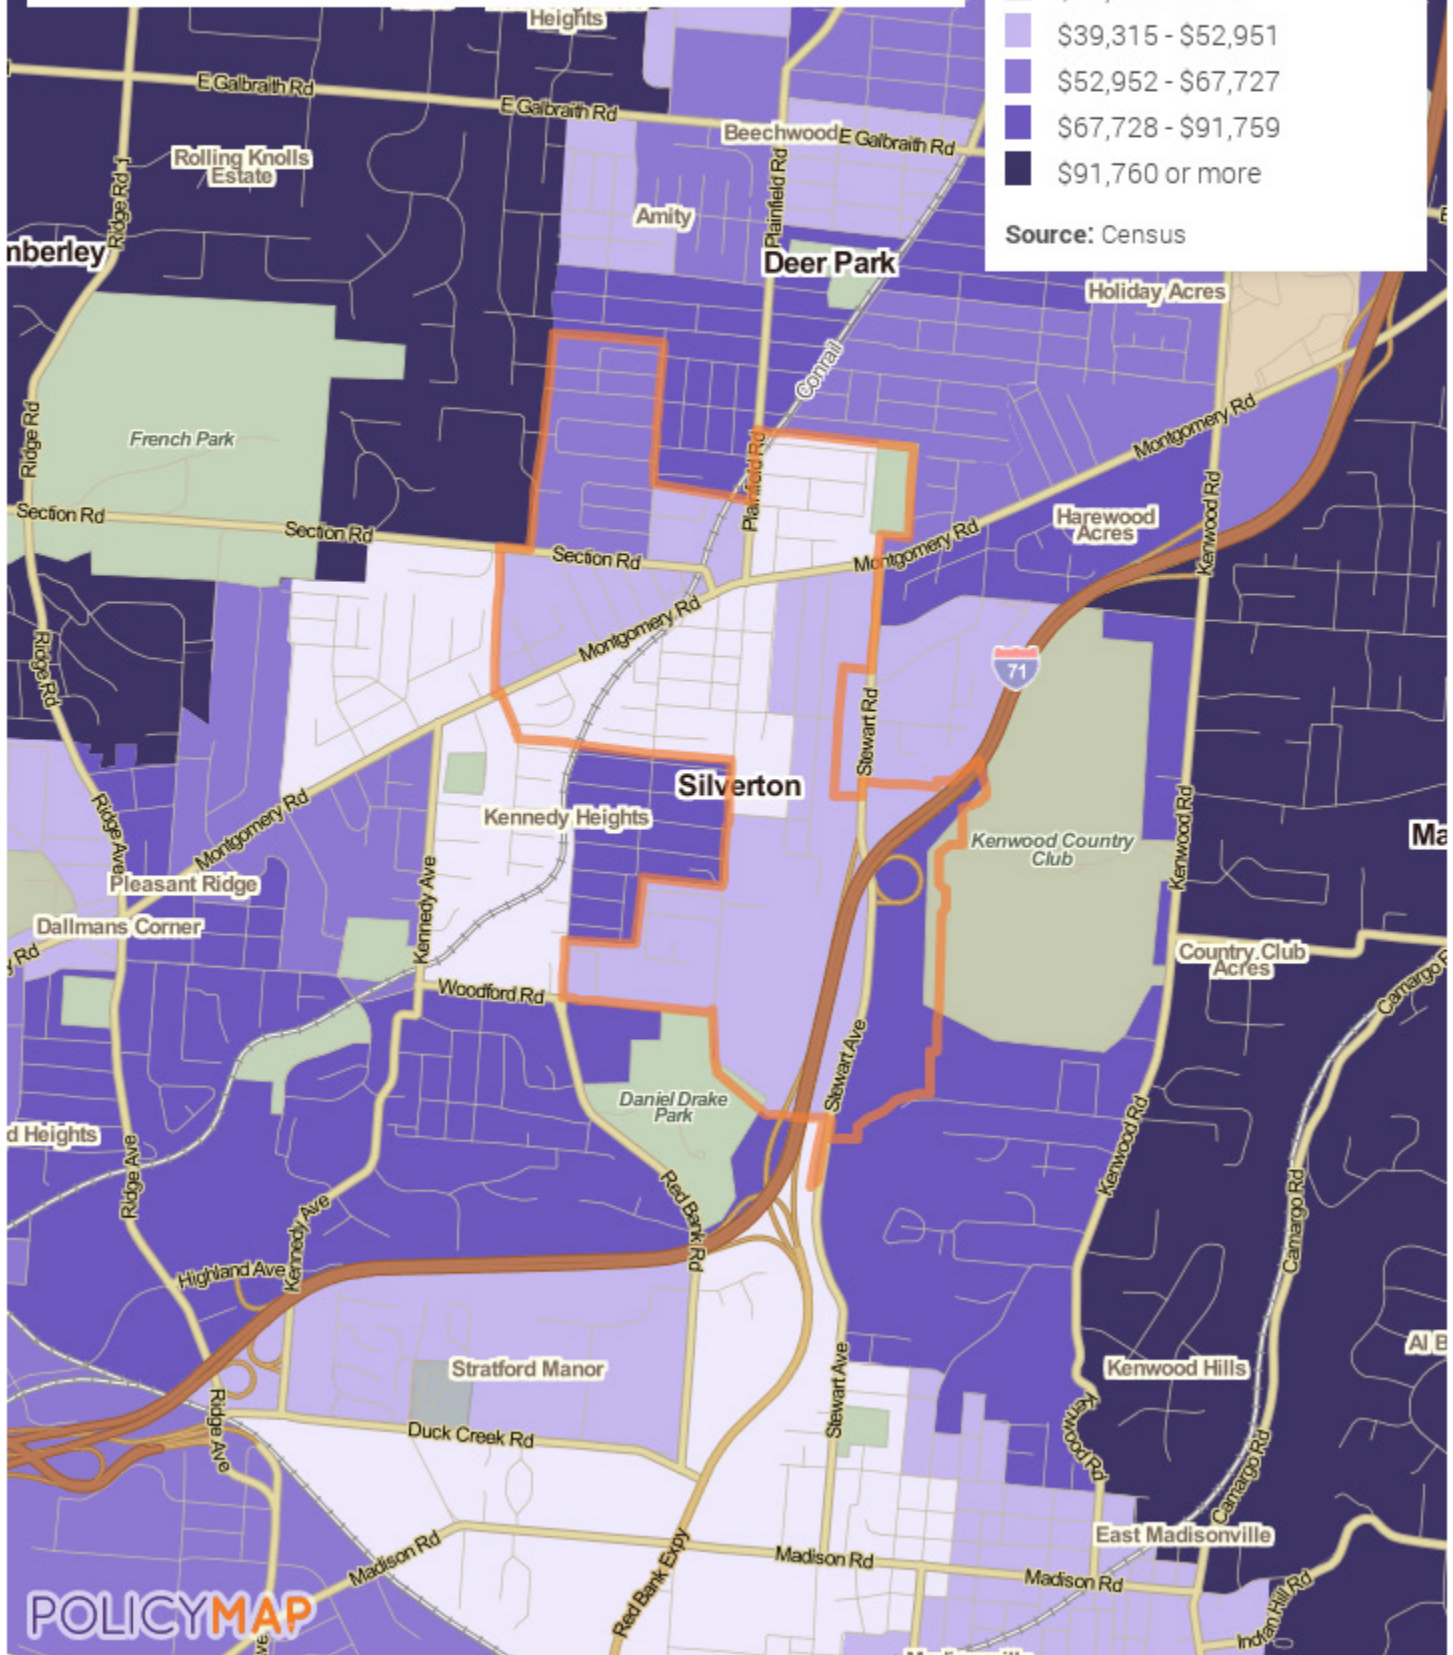 Heights
$39,315 - $52,951
$52,952 - $67,727
$67,728 - $91,759
$91,760 or more
Source: Census
E Galbraith Rd
E Galbraith Rd
Beechwood
E Galbraith Rd
Rolling Knolls
Estate
Ridge Rd
Plainfield Rd
Amity
mberley
Deer Park
Holiday Acres
Conrail
Ridge Rd
French Park
Montgomery Rd
Plainfield Rd
Kenwood Rd
Section Rd
Section Rd
Section Rd
Montgomery Rd
Harewood
Acres
Montgomery Rd
Ridge Rd
71
Stewart Rd
Silverton
Kennedy Heights
Montgomery Rd
Ridge Ave
Kenwood Country
Club
Kenwood Rd
Ma
Pleasant Ridge
Kennedy Ave
Dallmans Corner
y Rd
Country Club
Acres
Camargo R
Woodford Rd
Stewart Ave
Daniel Drake
Park
d Heights
Ridge Ave
Kenwood Rd
Red Bank Rd
Camargo Rd
Kennedy Ave
Highland Ave
Stratford Manor
Stewart Ave
Kenwood Hills
Al B
Ridge Ave
Duck Creek Rd
Kenwood Rd
Camargo Rd
East Madisonville
Madison Rd
Madison Rd
Madison Rd
Red Bank Expy
Indian Hill Rd
POLICYMAP